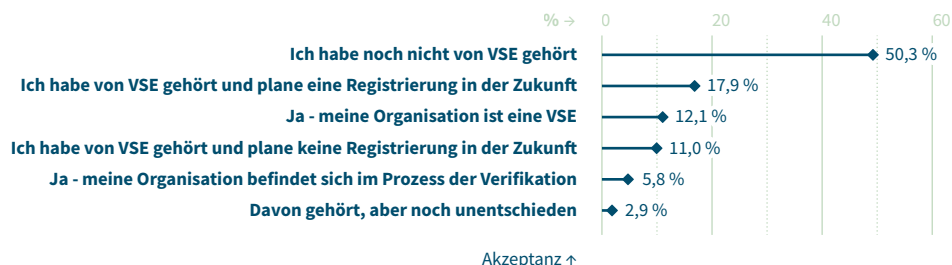 % → 0 20 40 60
Ich habe noch nicht von VSE gehört 50,3 %
Ich habe von VSE gehört und plane eine Registrierung in der Zukunft 17,9 %
Ja - meine Organisation ist eine VSE 12,1 %
Ich habe von VSE gehört und plane keine Registrierung in der Zukunft 11,0 %
Ja - meine Organisation befindet sich im Prozess der Verifikation 5,8 %
Davon gehört, aber noch unentschieden 2,9 %
Akzeptanz ↑